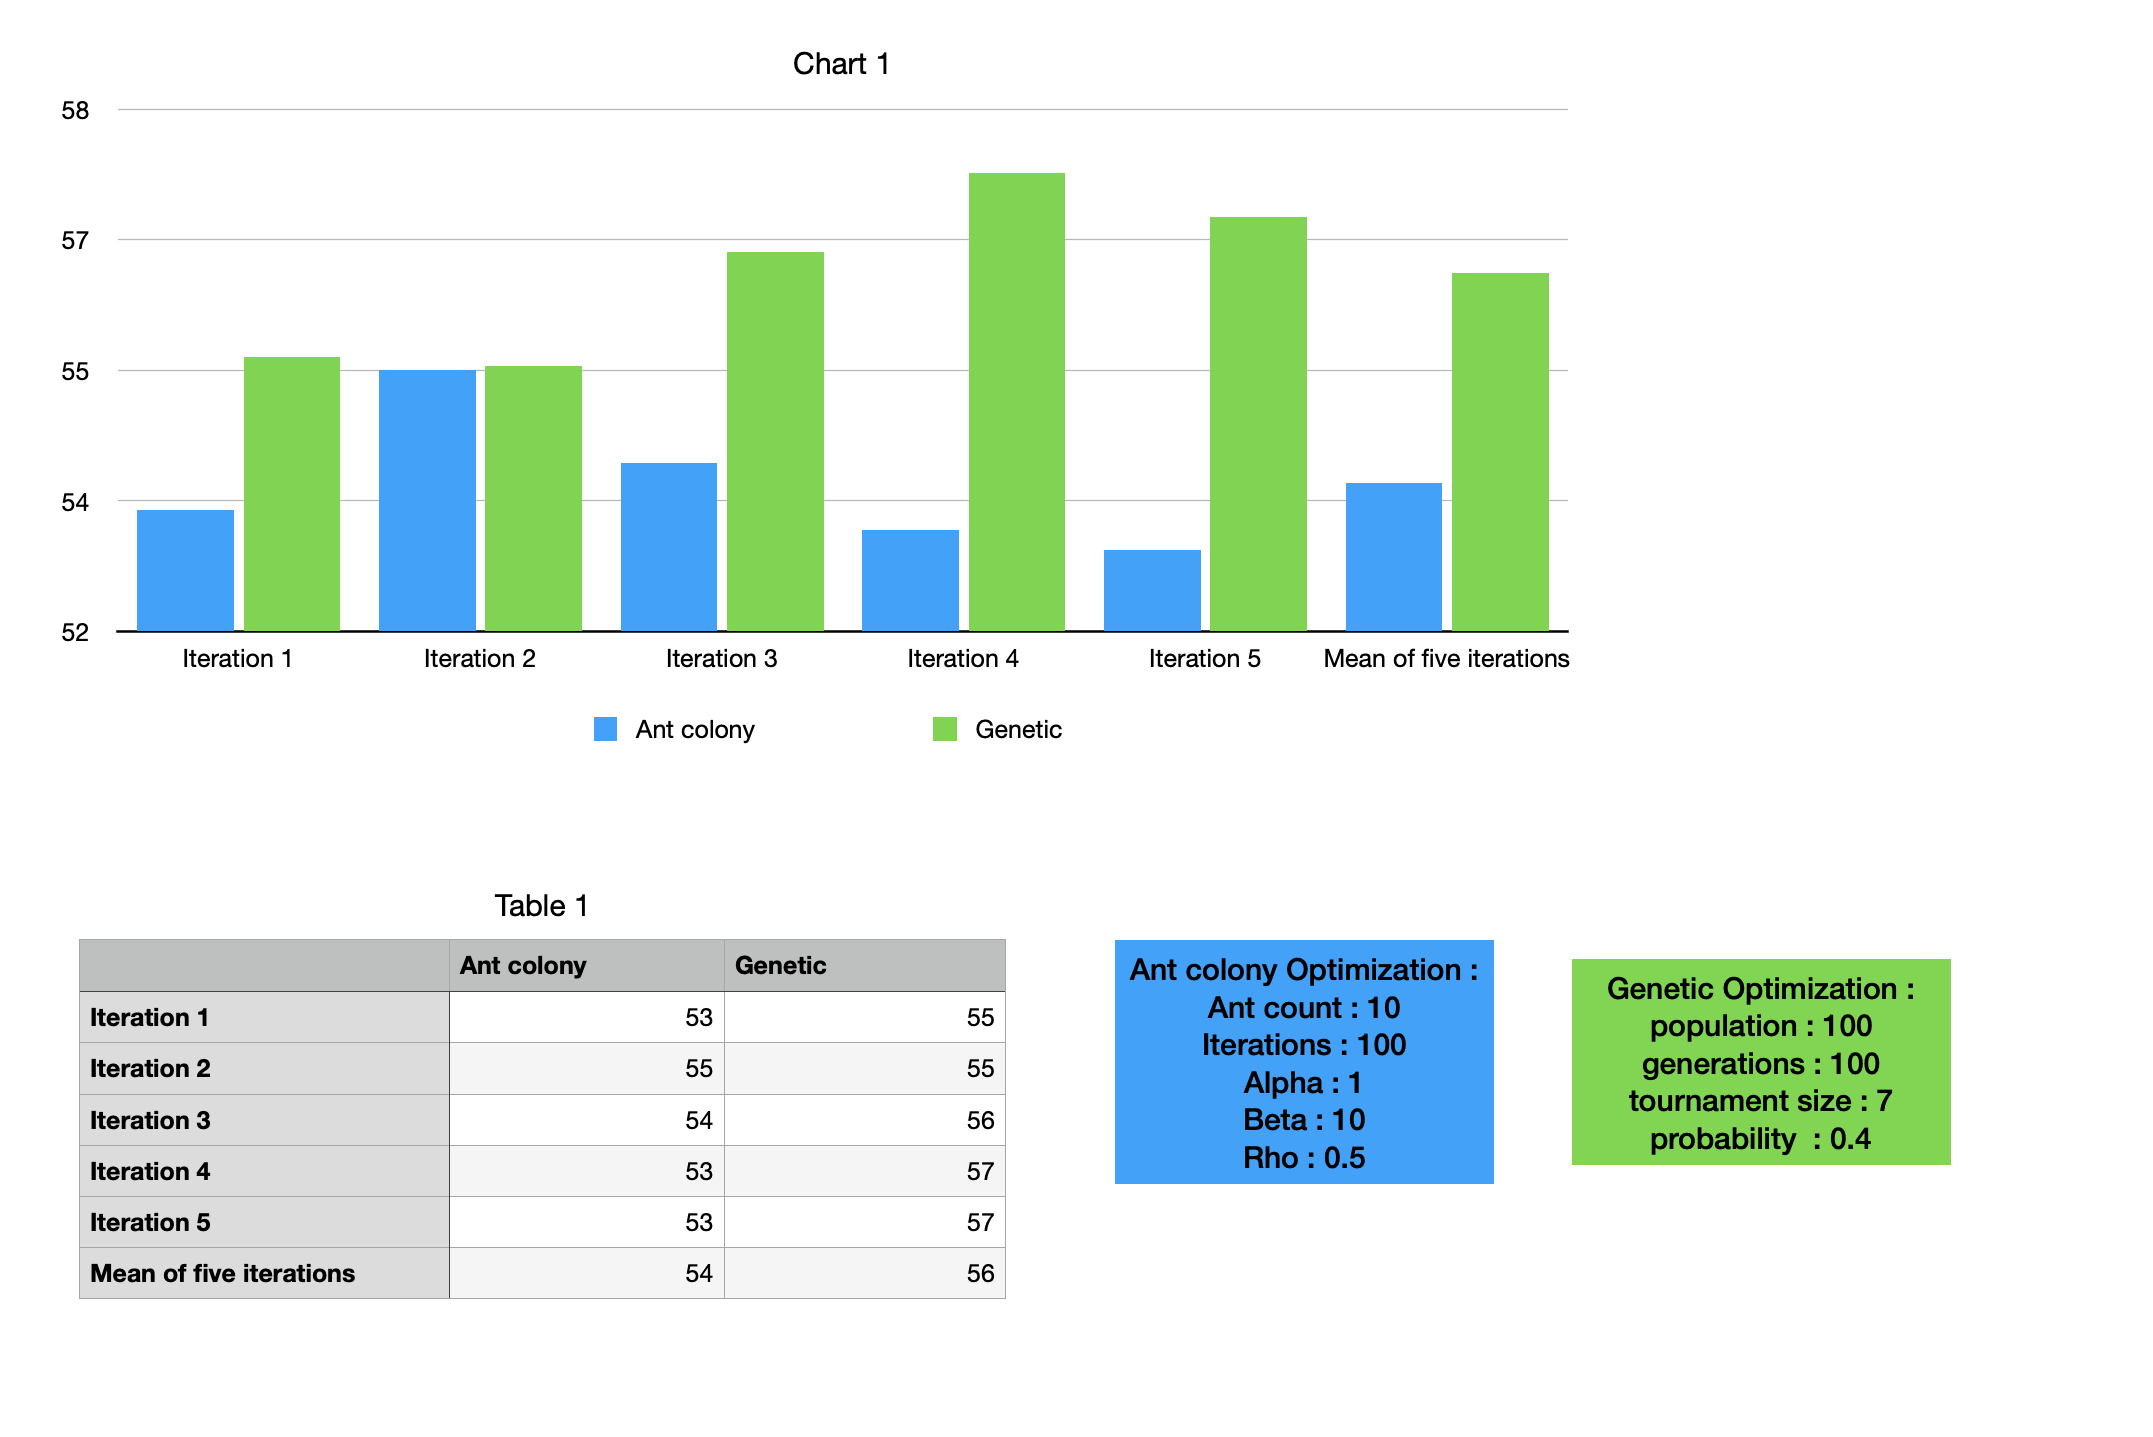 Chart 1
58
57
55
54
52
Iteration 1 Iteration 2 Iteration 3 Iteration 4 Iteration 5 Mean of five iterations
Ant colony Genetic
Table 1
Ant colony Genetic
Iteration 1 53 55
Iteration 2 55 55
Iteration 3 54 56
Iteration 4 53 57
Iteration 5 53 57
Mean of five iterations 54 56
Ant colony Optimization :
Ant count : 10
Iterations : 100
Alpha : 1
Beta : 10
Rho : 0.5
Genetic Optimization :
population : 100
generations : 100
tournament size : 7
probability  : 0.4